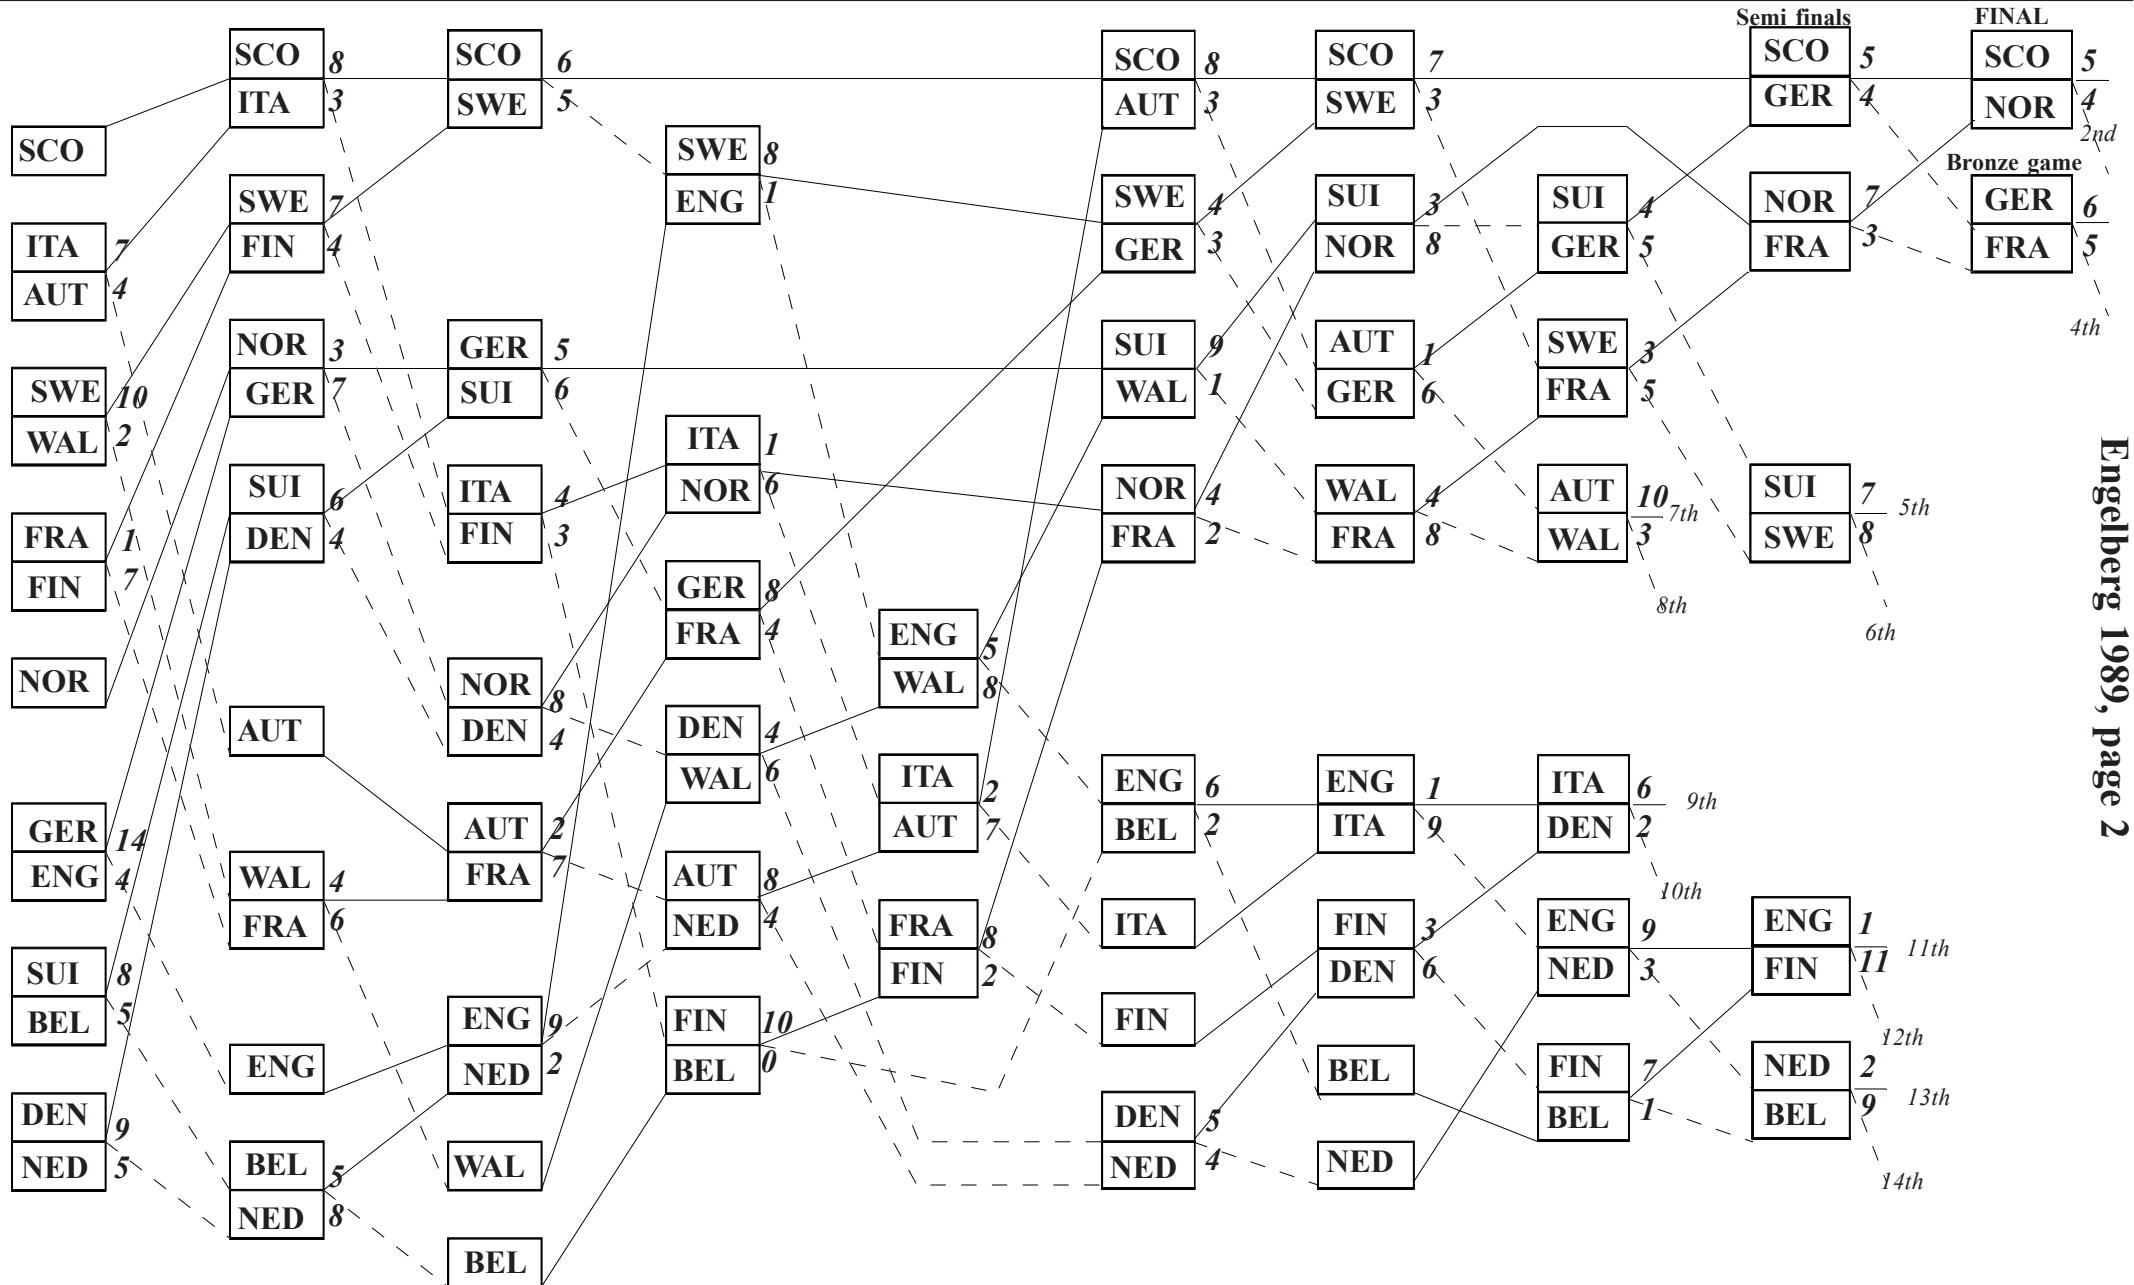 Semi finals
FINAL
SCO 8
ITA 3
SCO 6
SWE 5
SCO 8
AUT 3
SCO 7
SWE 3
SCO 5
GER 4
SCO 5
NOR 4
2nd
SCO
SWE 8
ENG 1
Bronze game
SWE 7
FIN 4
SWE 4
GER 3
SUI 3
NOR 8
SUI 4
GER 5
NOR 7
FRA 3
GER 6
FRA 5
4th
ITA 7
AUT 4
NOR 3
GER 7
GER 5
SUI 6
SUI 9
WAL 1
AUT 1
GER 6
SWE 3
FRA 5
SWE 10
WAL 2
ITA 1
NOR 6
SUI 6
DEN 4
ITA 4
FIN 3
NOR 4
FRA 2
WAL 4
FRA 8
AUT 10
7th
WAL 3
8th
SUI 7
5th
SWE 8
6th
FRA 1
FIN 7
GER 8
FRA 4
ENG 5
WAL 8
NOR
NOR 8
DEN 4
AUT
DEN 4
WAL 6
ITA 2
AUT 7
ENG 6
BEL 2
ENG 1
ITA 9
ITA 6
9th
DEN 2
10th
GER 14
ENG 4
WAL 4
FRA 6
AUT 2
FRA 7
AUT 8
NED 4
FRA 8
FIN 2
ITA
FIN 3
DEN 6
ENG 9
NED 3
ENG 1
11th
FIN 11
12th
SUI 8
BEL 5
ENG
ENG 9
NED 2
FIN 10
BEL 0
FIN
BEL
FIN 7
BEL 1
NED 2
13th
BEL 9
14th
DEN 9
NED 5
BEL 5
NED 8
WAL
BEL
DEN 5
NED 4
NED
Engelberg 1989, page 2